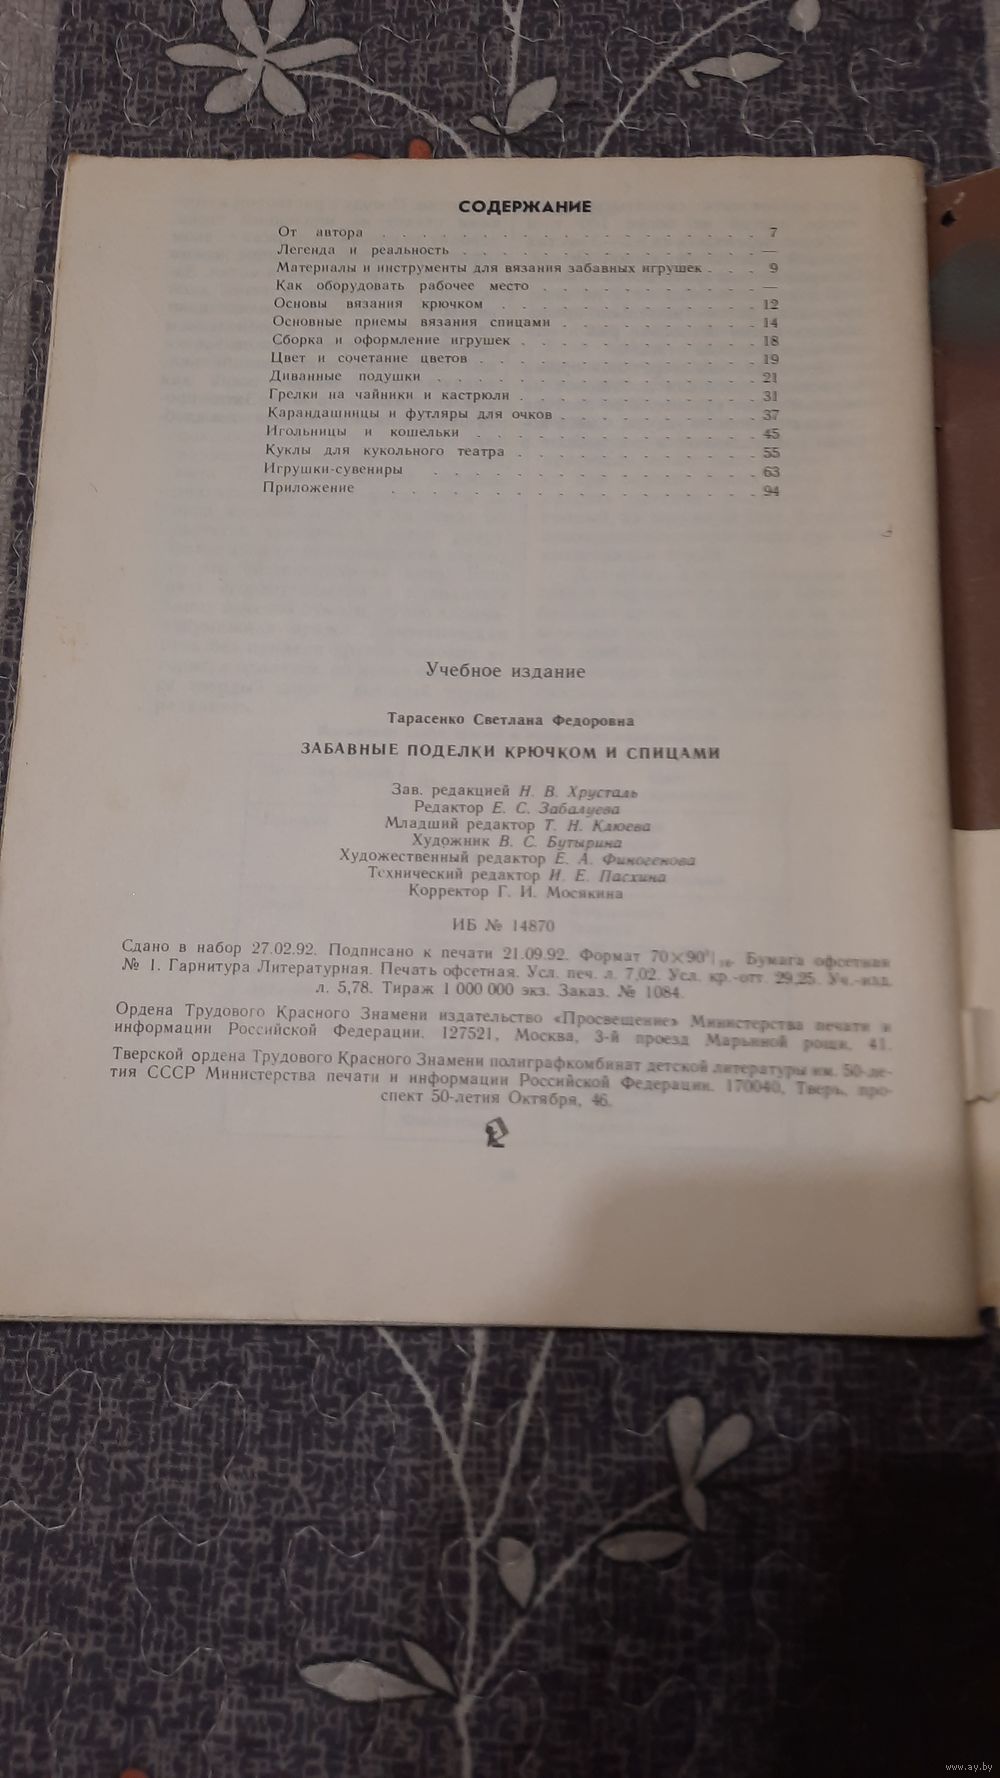 СОДЕРЖАНИЕ
От автора . . . . . . . . . . . . . . . . . . . 7
Легенда и реальность . . . . . . . . . . . . . . . —
Материалы и инструменты для вязания забавных игрушек . . . 9
Как оборудовать рабочее место . . . . . . . . . . . —
Основы вязания крючком . . . . . . . . . . . . . 12
Основные приемы вязания спицами . . . . . . . . . . 14
Сборка и оформление игрушек . . . . . . . . . . . . 18
Цвет и сочетание цветов . . . . . . . . . . . . . . 19
Диванные подушки . . . . . . . . . . . . . . . . 21
Грелки на чайники и кастрюли . . . . . . . . . . . . 31
Карандашницы и футляры для очков . . . . . . . . . . 37
Игольницы и кошельки . . . . . . . . . . . . . . 45
Куклы для кукольного театра . . . . . . . . . . . . 55
Игрушки-сувениры . . . . . . . . . . . . . . . 63
Приложение . . . . . . . . . . . . . . . . . . 94
Учебное издание
Тарасенко Светлана Федоровна
ЗАБАВНЫЕ ПОДЕЛКИ КРЮЧКОМ И СПИЦАМИ
Зав. редакцией Н. В. Хрусталь
Редактор Е. С. Забалуева
Младший редактор Т. Н. Клюева
Художник В. С. Бутырина
Художественный редактор Е. А. Финогенова
Технический редактор И. Е. Пасхина
Корректор Г. И. Мосякина
ИБ № 14870
Сдано в набор 27.02.92. Подписано к печати 21.09.92. Формат 70×90¹/₁₆. Бумага офсетная
№ 1. Гарнитура Литературная. Печать офсетная. Усл. печ. л. 7,02. Усл. кр.-отт. 29,25. Уч.-изд.
л. 5,78. Тираж 1 000 000 экз. Заказ. № 1084.
Ордена Трудового Красного Знамени издательство «Просвещение» Министерства печати и
информации Российской Федерации. 127521, Москва, 3-й проезд Марьиной рощи, 41.
Тверской ордена Трудового Красного Знамени полиграфкомбинат детской литературы им. 50-ле-
тия СССР Министерства печати и информации Российской Федерации. 170040, Тверь, про-
спект 50-летия Октября, 46.
www.ay.by